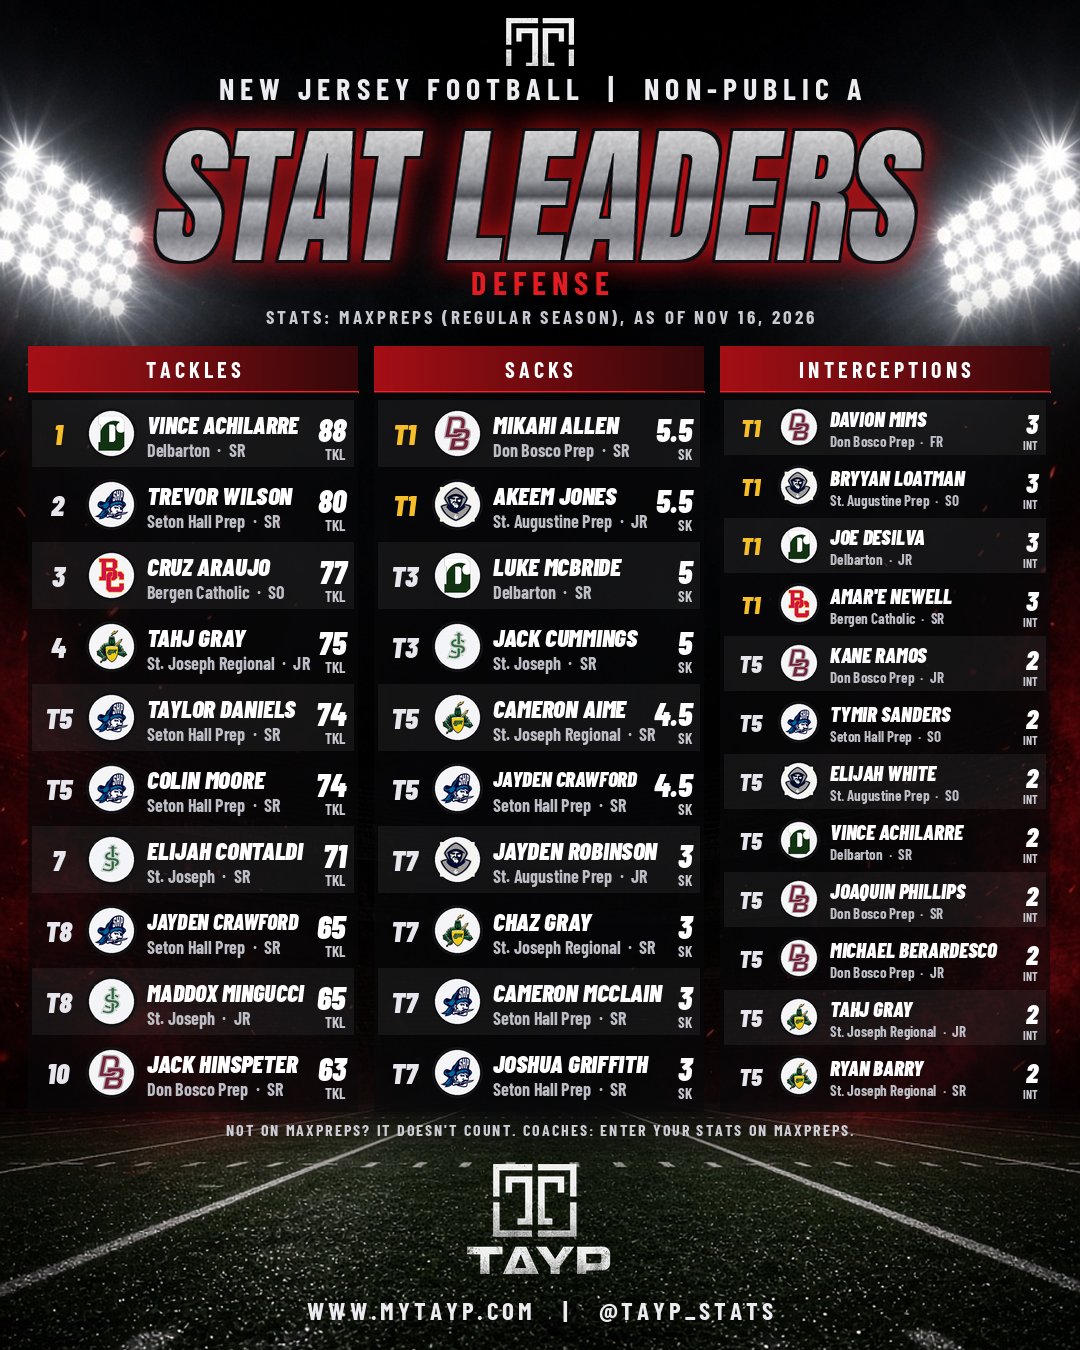 NEW JERSEY FOOTBALL | NON-PUBLIC A
STAT LEADERS
DEFENSE
STATS: MAXPREPS (REGULAR SEASON), AS OF NOV 16, 2026
TACKLES
1 VINCE ACHILARRE 88
Delbarton · SR TKL
2 TREVOR WILSON 80
Seton Hall Prep · SR TKL
3 CRUZ ARAUJO 77
Bergen Catholic · SO TKL
4 TAHJ GRAY 75
St. Joseph Regional · JR TKL
T5 TAYLOR DANIELS 74
Seton Hall Prep · SR TKL
T5 COLIN MOORE 74
Seton Hall Prep · SR TKL
7 ELIJAH CONTALDI 71
St. Joseph · SR TKL
T8 JAYDEN CRAWFORD 65
Seton Hall Prep · SR TKL
T8 MADDOX MINGUCCI 65
St. Joseph · JR TKL
10 JACK HINSPETER 63
Don Bosco Prep · SR TKL
SACKS
T1 MIKAHI ALLEN 5.5
Don Bosco Prep · SR SK
T1 AKEEM JONES 5.5
St. Augustine Prep · JR SK
T3 LUKE MCBRIDE 5
Delbarton · SR SK
T3 JACK CUMMINGS 5
St. Joseph · SR SK
T5 CAMERON AIME 4.5
St. Joseph Regional · SR SK
T5 JAYDEN CRAWFORD 4.5
Seton Hall Prep · SR SK
T7 JAYDEN ROBINSON 3
St. Augustine Prep · JR SK
T7 CHAZ GRAY 3
St. Joseph Regional · SR SK
T7 CAMERON MCCLAIN 3
Seton Hall Prep · SR SK
T7 JOSHUA GRIFFITH 3
Seton Hall Prep · SR SK
INTERCEPTIONS
T1 DAVION MIMS 3
Don Bosco Prep · FR INT
T1 BRYYAN LOATMAN 3
St. Augustine Prep · SO INT
T1 JOE DESILVA 3
Delbarton · JR INT
T1 AMAR'E NEWELL 3
Bergen Catholic · SR INT
T5 KANE RAMOS 2
Don Bosco Prep · JR INT
T5 TYMIR SANDERS 2
Seton Hall Prep · SO INT
T5 ELIJAH WHITE 2
St. Augustine Prep · SO INT
T5 VINCE ACHILARRE 2
Delbarton · SR INT
T5 JOAQUIN PHILLIPS 2
Don Bosco Prep · SR INT
T5 MICHAEL BERARDESCO 2
Don Bosco Prep · JR INT
T5 TAHJ GRAY 2
St. Joseph Regional · JR INT
T5 RYAN BARRY 2
St. Joseph Regional · SR INT
NOT ON MAXPREPS? IT DOESN'T COUNT. COACHES: ENTER YOUR STATS ON MAXPREPS.
TAYP
WWW.MYTAYP.COM | @TAYP_STATS